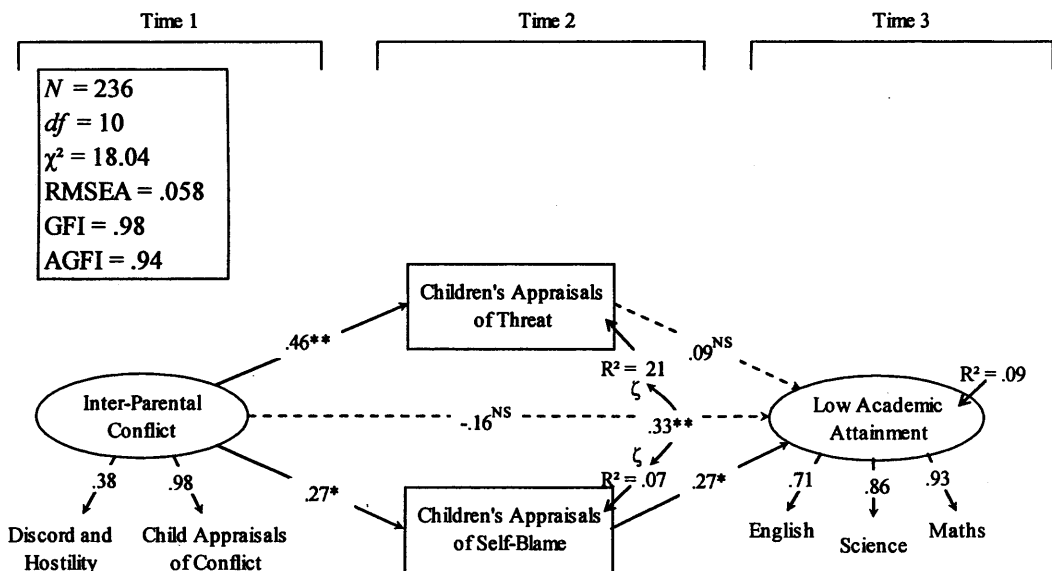 Time 1
Time 2
Time 3
N = 236
df = 10
χ² = 18.04
RMSEA = .058
GFI = .98
AGFI = .94
Children's Appraisals
of Threat
.46**
.09NS
R² = .21
ζ
R² = .09
Inter-Parental
Conflict
-.16NS
.33**
Low Academic
Attainment
ζ
.38
.98
.27*
R² = .07
.27*
.71
.86
.93
Children's Appraisals
of Self-Blame
Discord and
Hostility
Child Appraisals
of Conflict
English
Science
Maths